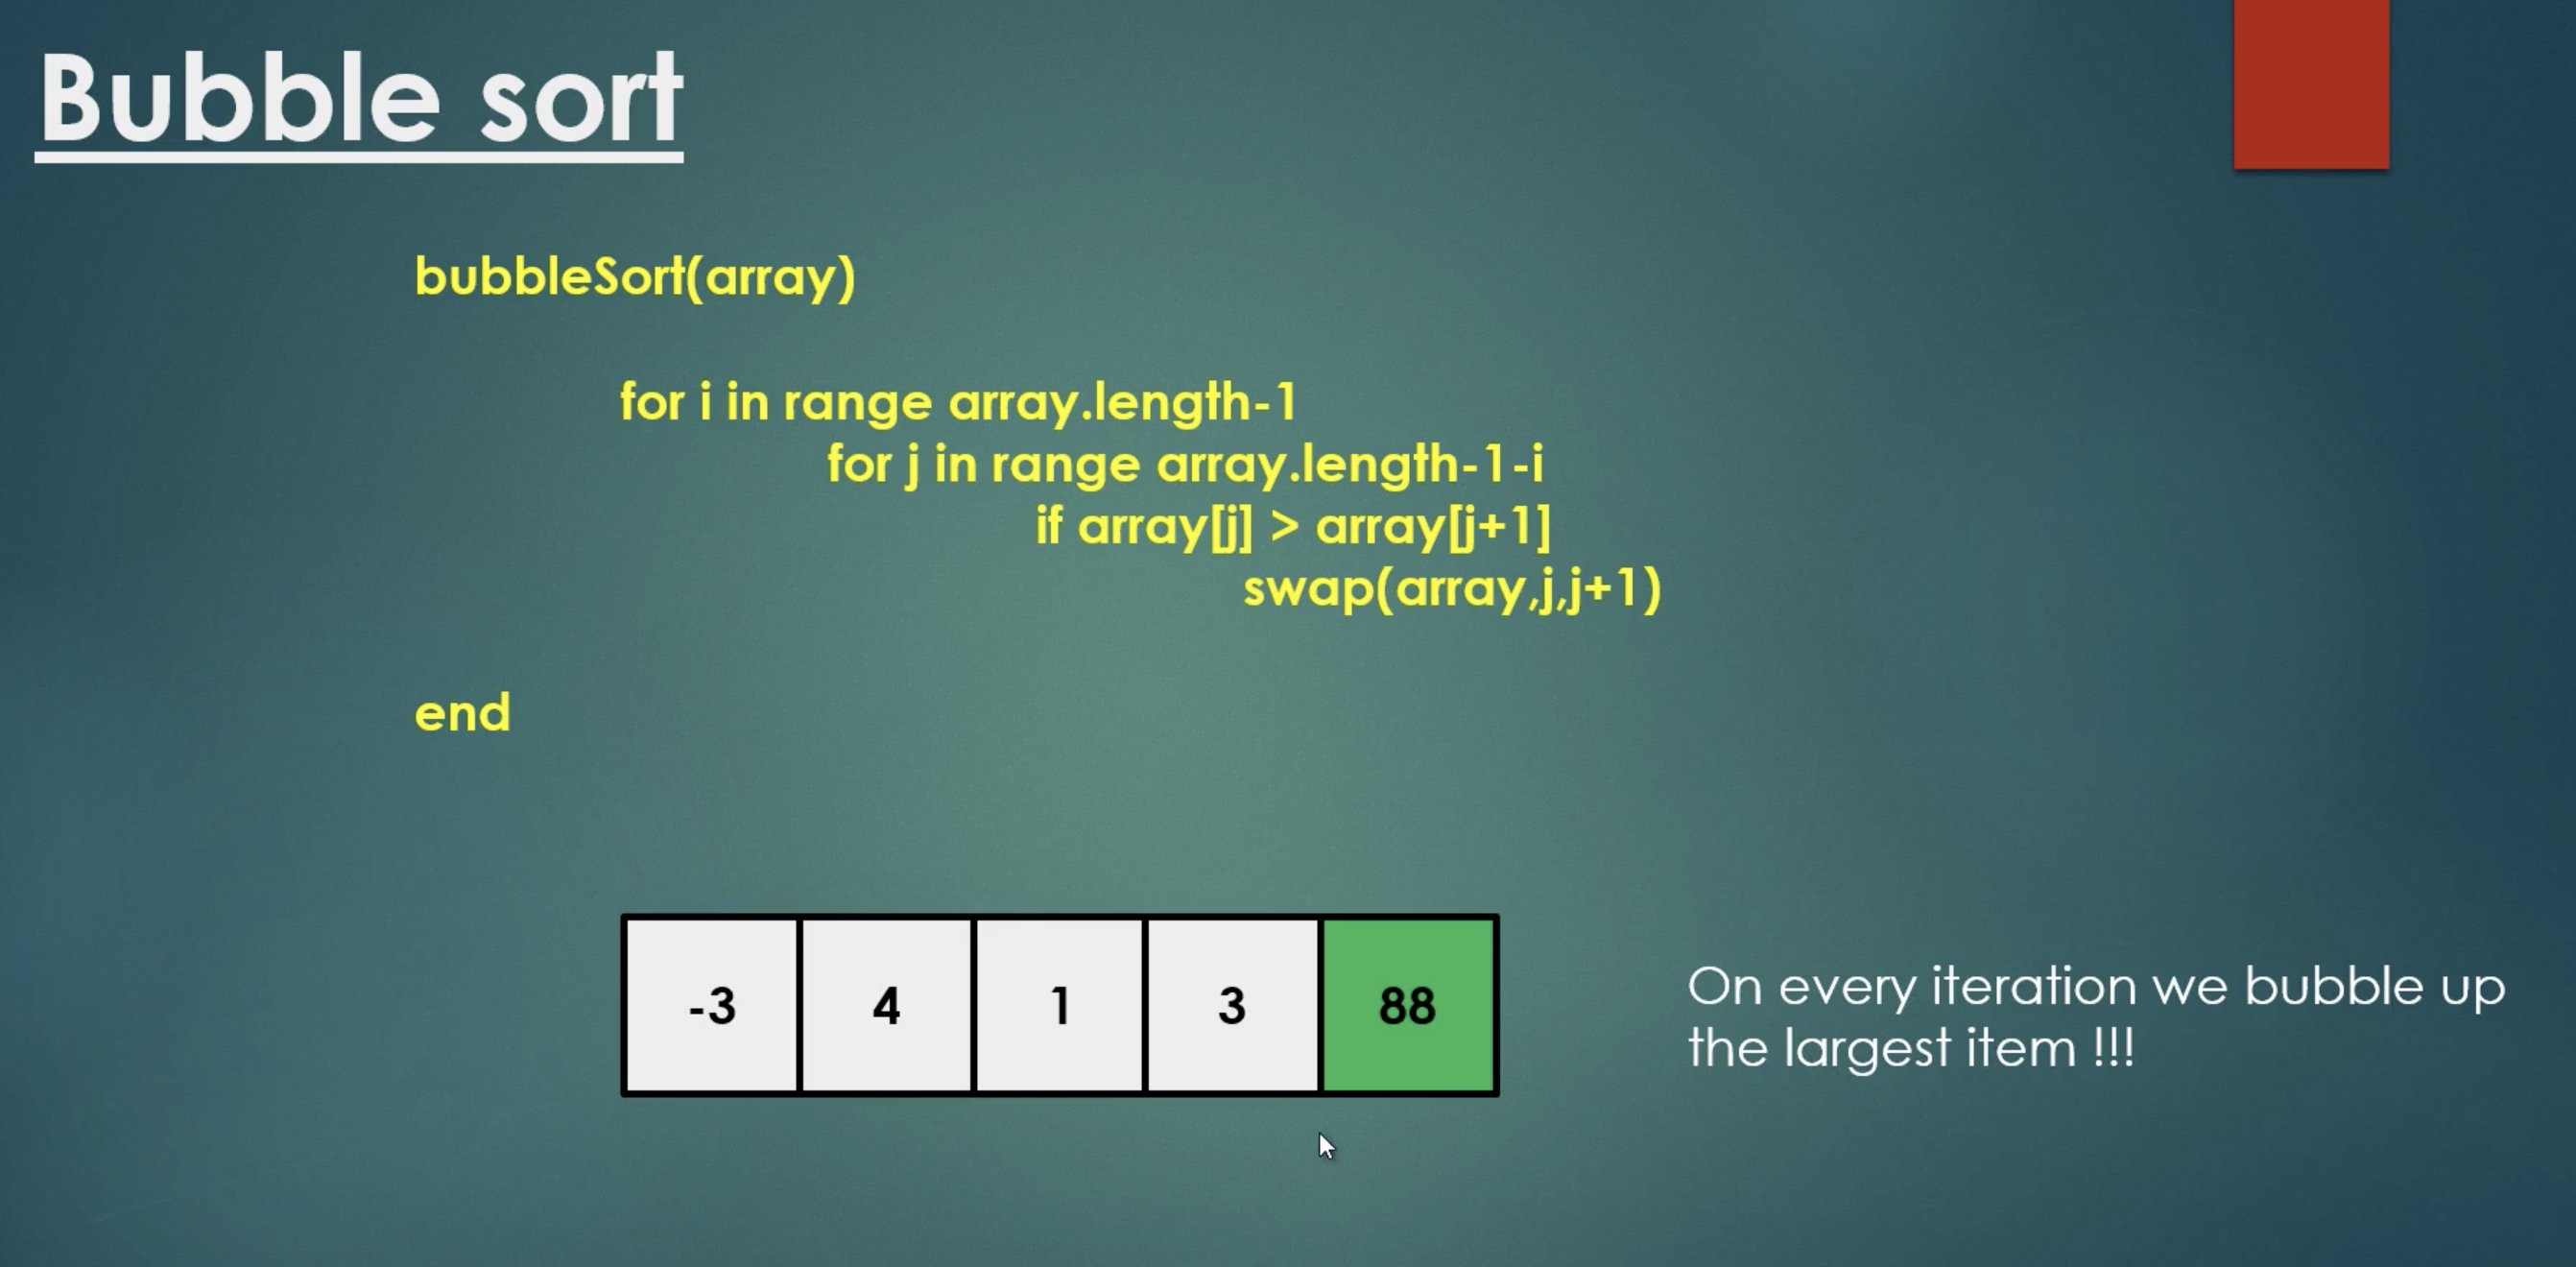 Bubble sort
bubbleSort(array)
for i in range array.length-1
for j in range array.length-1-i
if array[j] > array[j+1]
swap(array,j,j+1)
end
-3 4 1 3 88
On every iteration we bubble up
the largest item !!!